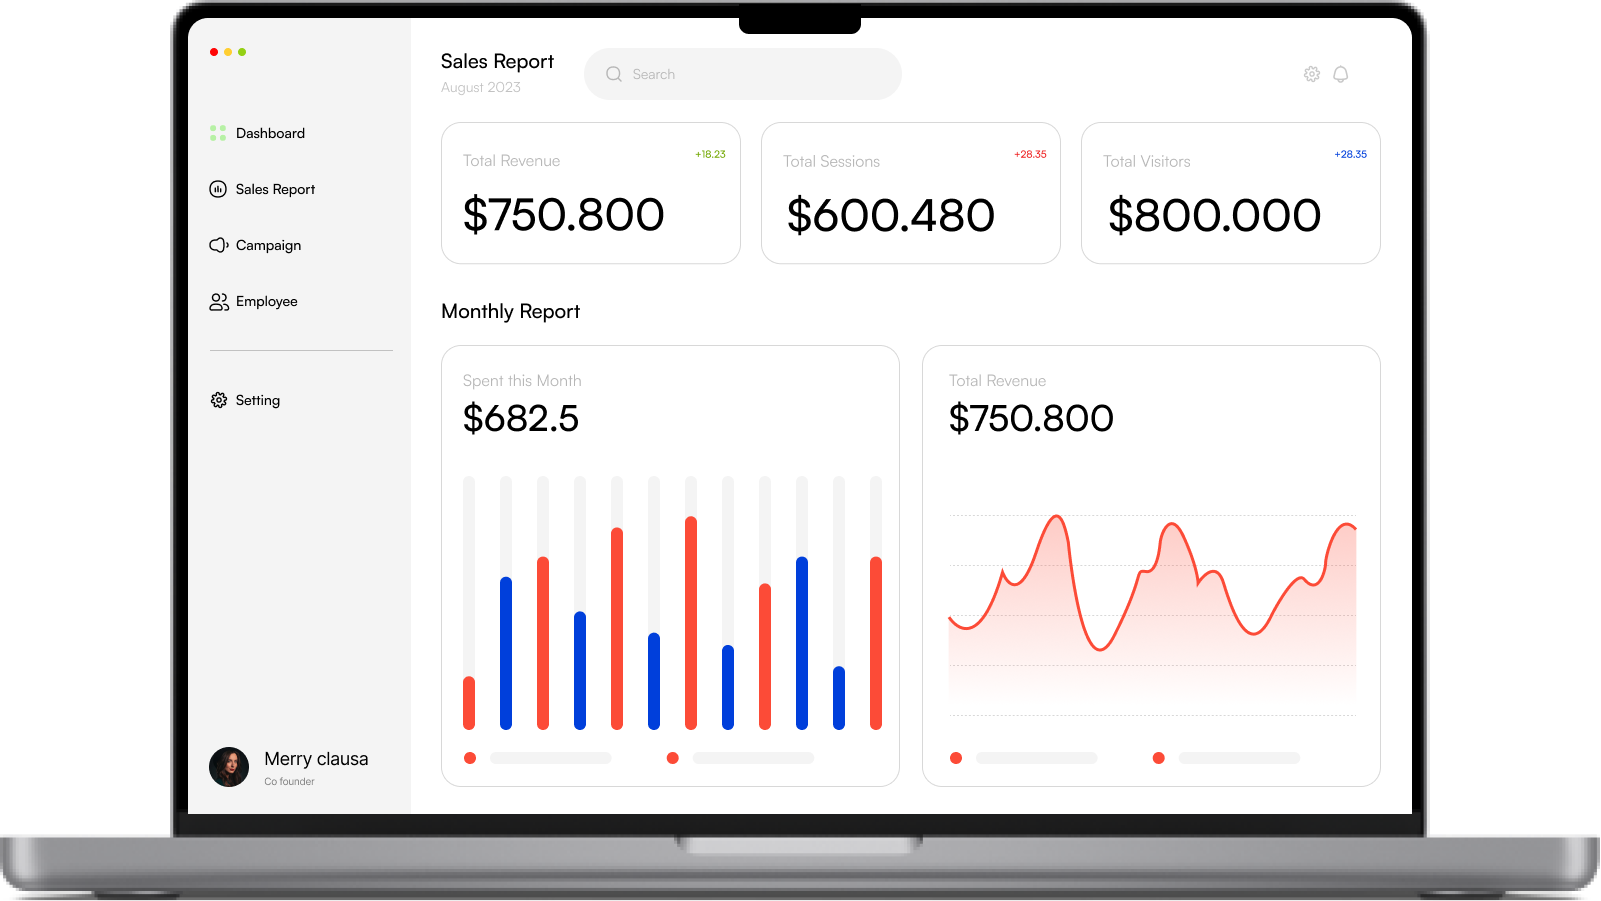 Dashboard
Sales Report
Campaign
Employee
Setting
Merry clausa
Co founder
Sales Report
August 2023
Search
Total Revenue
+18.23
$750.800
Total Sessions
+28.35
$600.480
Total Visitors
+28.35
$800.000
Monthly Report
Spent this Month
$682.5
Total Revenue
$750.800